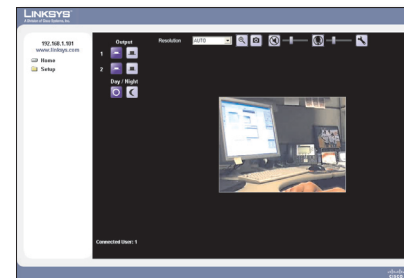 LINKSYS®
A Division of Cisco Systems, Inc.
192.168.1.101
www.linksys.com
Home
Setup
Output
1
2
Day / Night
Resolution
AUTO
Connected User: 1
CISCO